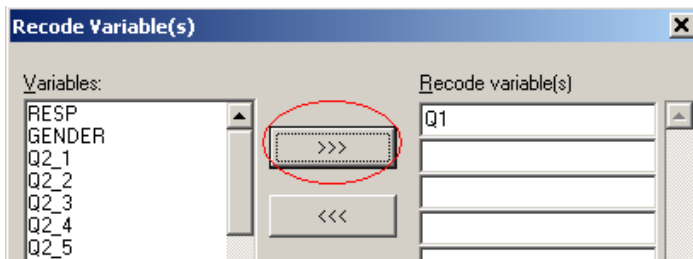 Recode Variable(s)
Variables:
RESP
GENDER
Q2_1
Q2_2
Q2_3
Q2_4
Q2_5
>>>
<<<
Recode variable(s)
Q1